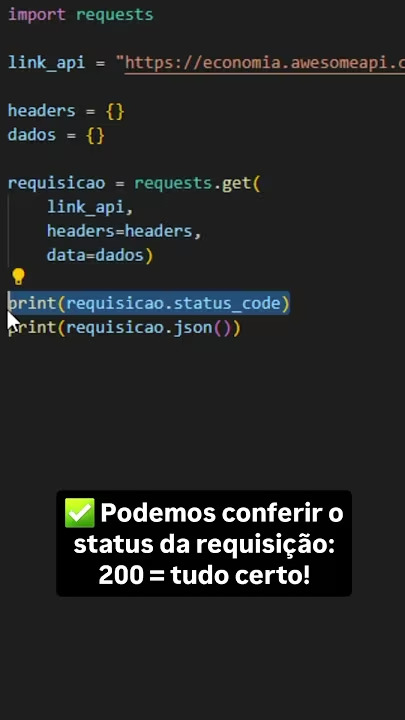 import requests
link_api = "https://economia.awesomeapi.c
headers = {}
dados = {}
requisicao = requests.get(
link_api,
headers=headers,
data=dados)
print(requisicao.status_code)
print(requisicao.json())
✅ Podemos conferir o
status da requisição:
200 = tudo certo!